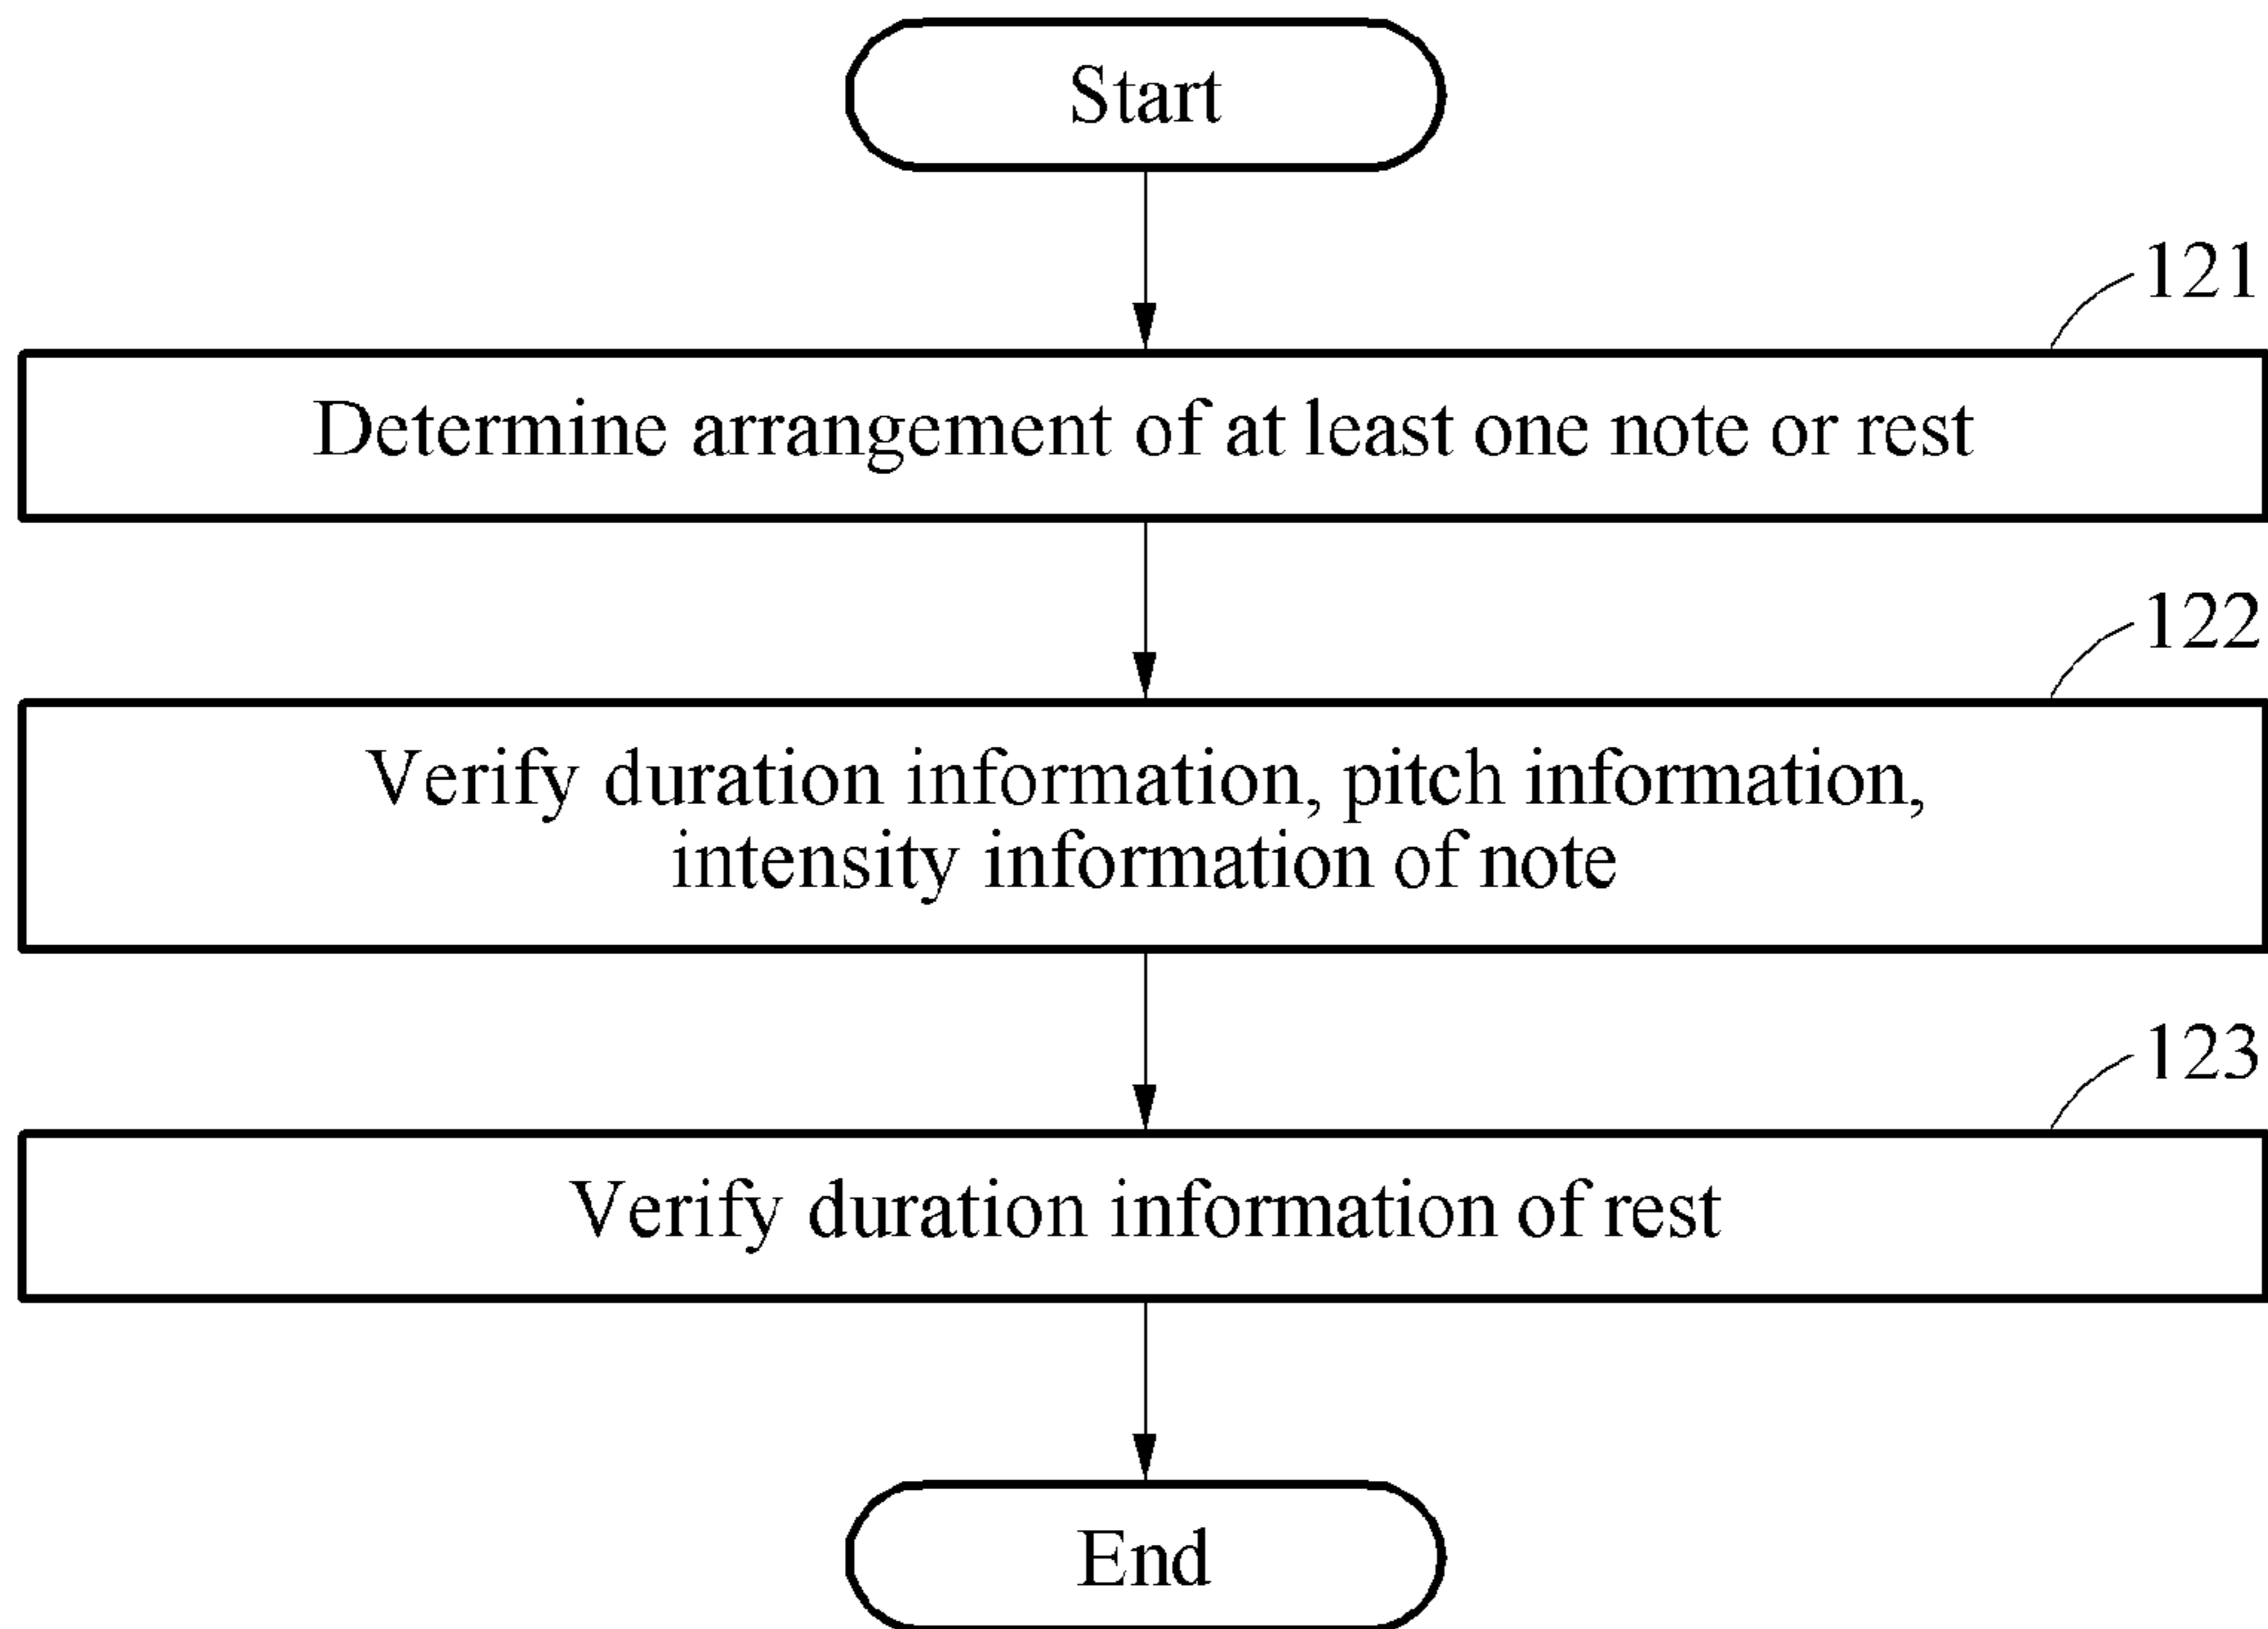 Start
121
Determine arrangement of at least one note or rest
122
Verify duration information, pitch information,
intensity information of note
123
Verify duration information of rest
End